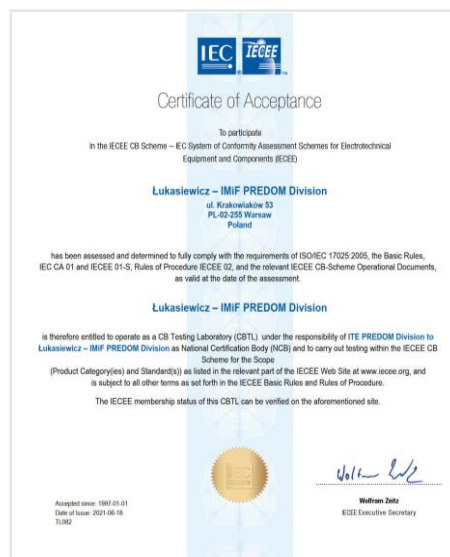 IEC IECEE
Certificate of Acceptance
To participate
in the IECEE CB Scheme – IEC System of Conformity Assessment Schemes for Electrotechnical
Equipment and Components (IECEE)
Łukasiewicz – IMiF PREDOM Division
ul. Krakowiaków 53
PL-02-255 Warsaw
Poland
has been assessed and determined to fully comply with the requirements of ISO/IEC 17025:2005, the Basic Rules,
IEC CA 01 and IECEE 01-S, Rules of Procedure IECEE 02, and the relevant IECEE CB-Scheme Operational Documents,
as valid at the date of the assessment.
Łukasiewicz – IMiF PREDOM Division
is therefore entitled to operate as a CB Testing Laboratory (CBTL) under the responsibility of ITE PREDOM Division to
Łukasiewicz – IMiF PREDOM Division as National Certification Body (NCB) and to carry out testing within the IECEE CB
Scheme for the Scope
(Product Category(ies) and Standard(s)) as listed in the relevant part of the IECEE Web Site at www.iecee.org, and
is subject to all other terms as set forth in the IECEE Basic Rules and Rules of Procedure.
The IECEE membership status of this CBTL can be verified on the aforementioned site.
Accepted since: 1997-01-01
Date of Issue: 2021-06-18
TL082
Wolfram Zeitz
IECEE Executive Secretary